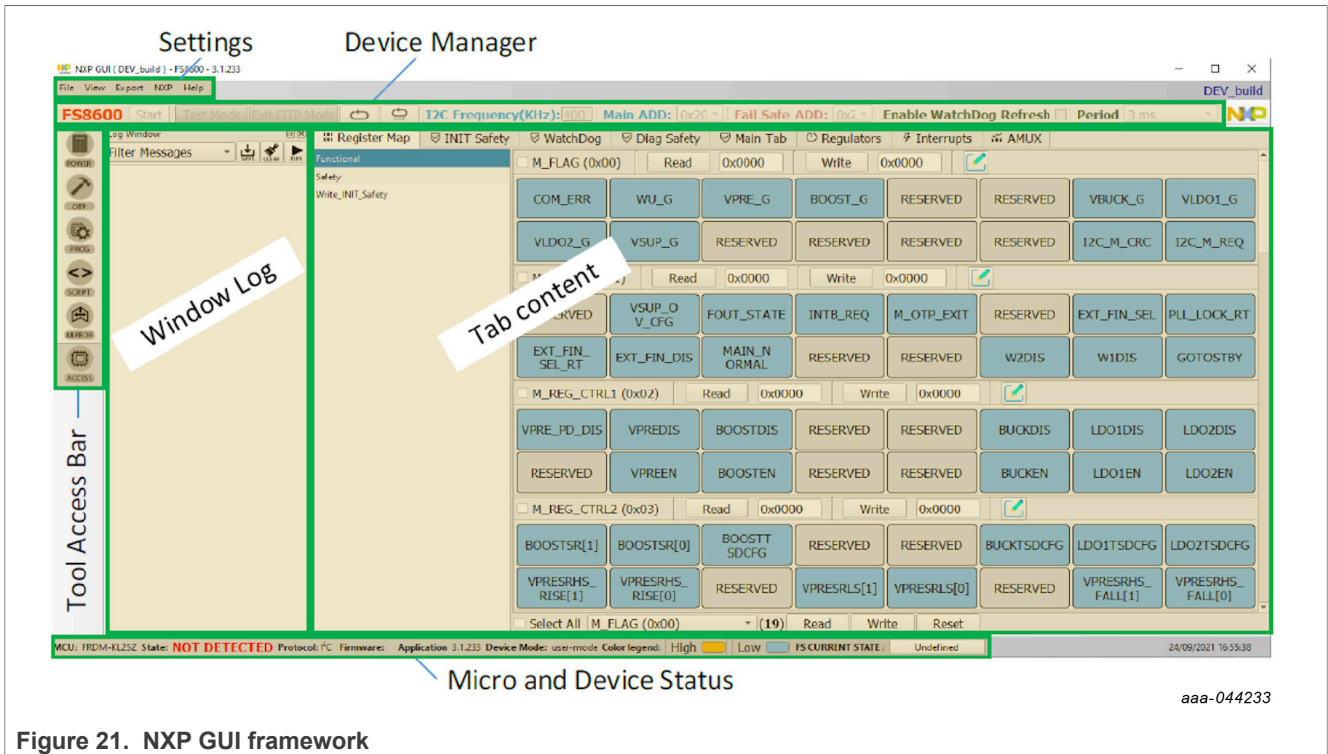 Settings
Device Manager
NXP GUI ( DEV_build ) - FS8600 - 3.1.233
File View Export NXP Help
DEV_build
FS8600 Start Test Mode Exit OTP Mode I2C Frequency(KHz): 400 Main ADD: 0x20 Fail Safe ADD: Enable WatchDog Refresh Period 3 ms
NXP
Log Window
Filter Messages
SAVE CLEAR RUN
POWER
OTP
PROG
SCRIPT
MIRROR
ACCESS
Register Map INIT Safety WatchDog Diag Safety Main Tab Regulators Interrupts AMUX
Functional
Safety
Write_INIT_Safety
M_FLAG (0x00) Read 0x0000 Write 0x0000
COM_ERR WU_G VPRE_G BOOST_G RESERVED RESERVED VBUCK_G VLDO1_G
VLDO2_G VSUP_G RESERVED RESERVED RESERVED RESERVED I2C_M_CRC I2C_M_REQ
Read 0x0000 Write 0x0000
VSUP_O
V_CFG
FOUT_STATE INTB_REQ M_OTP_EXIT RESERVED EXT_FIN_SEL PLL_LOCK_RT
EXT_FIN_
SEL_RT
EXT_FIN_DIS
MAIN_N
ORMAL
RESERVED RESERVED W2DIS W1DIS GOTOSTBY
M_REG_CTRL1 (0x02) Read 0x0000 Write 0x0000
VPRE_PD_DIS VPREDIS BOOSTDIS RESERVED RESERVED BUCKDIS LDO1DIS LDO2DIS
RESERVED VPREEN BOOSTEN RESERVED RESERVED BUCKEN LDO1EN LDO2EN
M_REG_CTRL2 (0x03) Read 0x0000 Write 0x0000
BOOSTSR[1] BOOSTSR[0]
BOOSTT
SDCFG
RESERVED RESERVED BUCKTSDCFG LDO1TSDCFG LDO2TSDCFG
VPRESRHS_
RISE[1]
VPRESRHS_
RISE[0]
RESERVED VPRESRLS[1] VPRESRLS[0] RESERVED
VPRESRHS_
FALL[1]
VPRESRHS_
FALL[0]
Select All M_FLAG (0x00) (19) Read Write Reset
Window Log
Tab content
Tool Access Bar
MCU: FRDM-KL25Z State: NOT DETECTED Protocol: I²C Firmware: Application 3.1.233 Device Mode: user-mode Color legend: High Low FS CURRENT STATE : Undefined
24/09/2021 16:55:38
Micro and Device Status
aaa-044233
Figure 21. NXP GUI framework